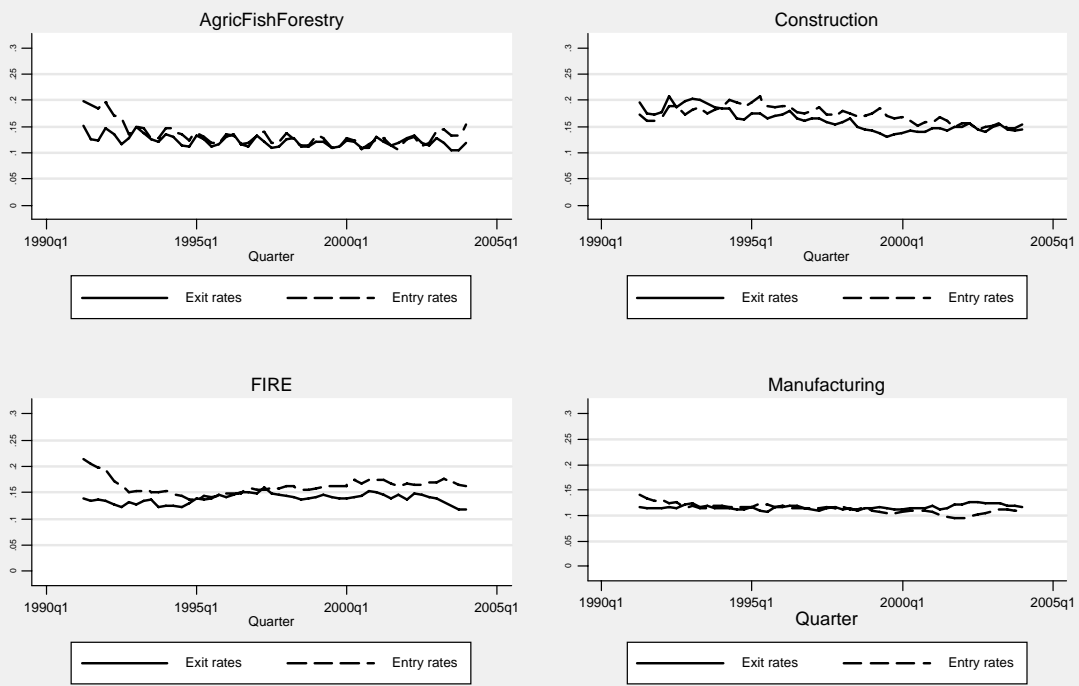 AgricFishForestry
.3
.25
.2
.15
.1
.05
0
1990q1 1995q1 2000q1 2005q1
Quarter
Exit rates Entry rates
Construction
.3
.25
.2
.15
.1
.05
0
1990q1 1995q1 2000q1 2005q1
Quarter
Exit rates Entry rates
FIRE
.3
.25
.2
.15
.1
.05
0
1990q1 1995q1 2000q1 2005q1
Quarter
Exit rates Entry rates
Manufacturing
.3
.25
.2
.15
.1
.05
0
1990q1 1995q1 2000q1 2005q1
Quarter
Exit rates Entry rates